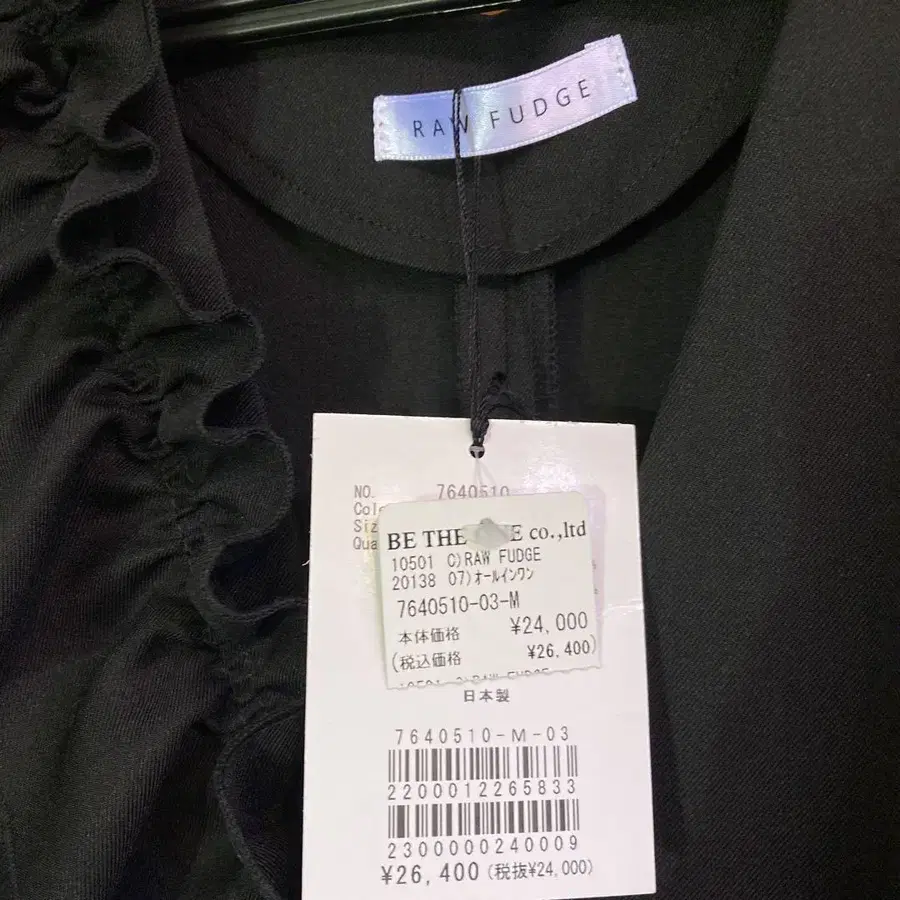 RAW FUDGE
NO. 7640510
BE THE co.,ltd
10501 C)RAW FUDGE
20138 07)オールインワン
7640510-03-M
本体価格 ¥24,000
(税込価格 ¥26,400)
日本製
7640510-M-03
2200012265833
2300000240009
¥26,400 (税抜¥24,000)